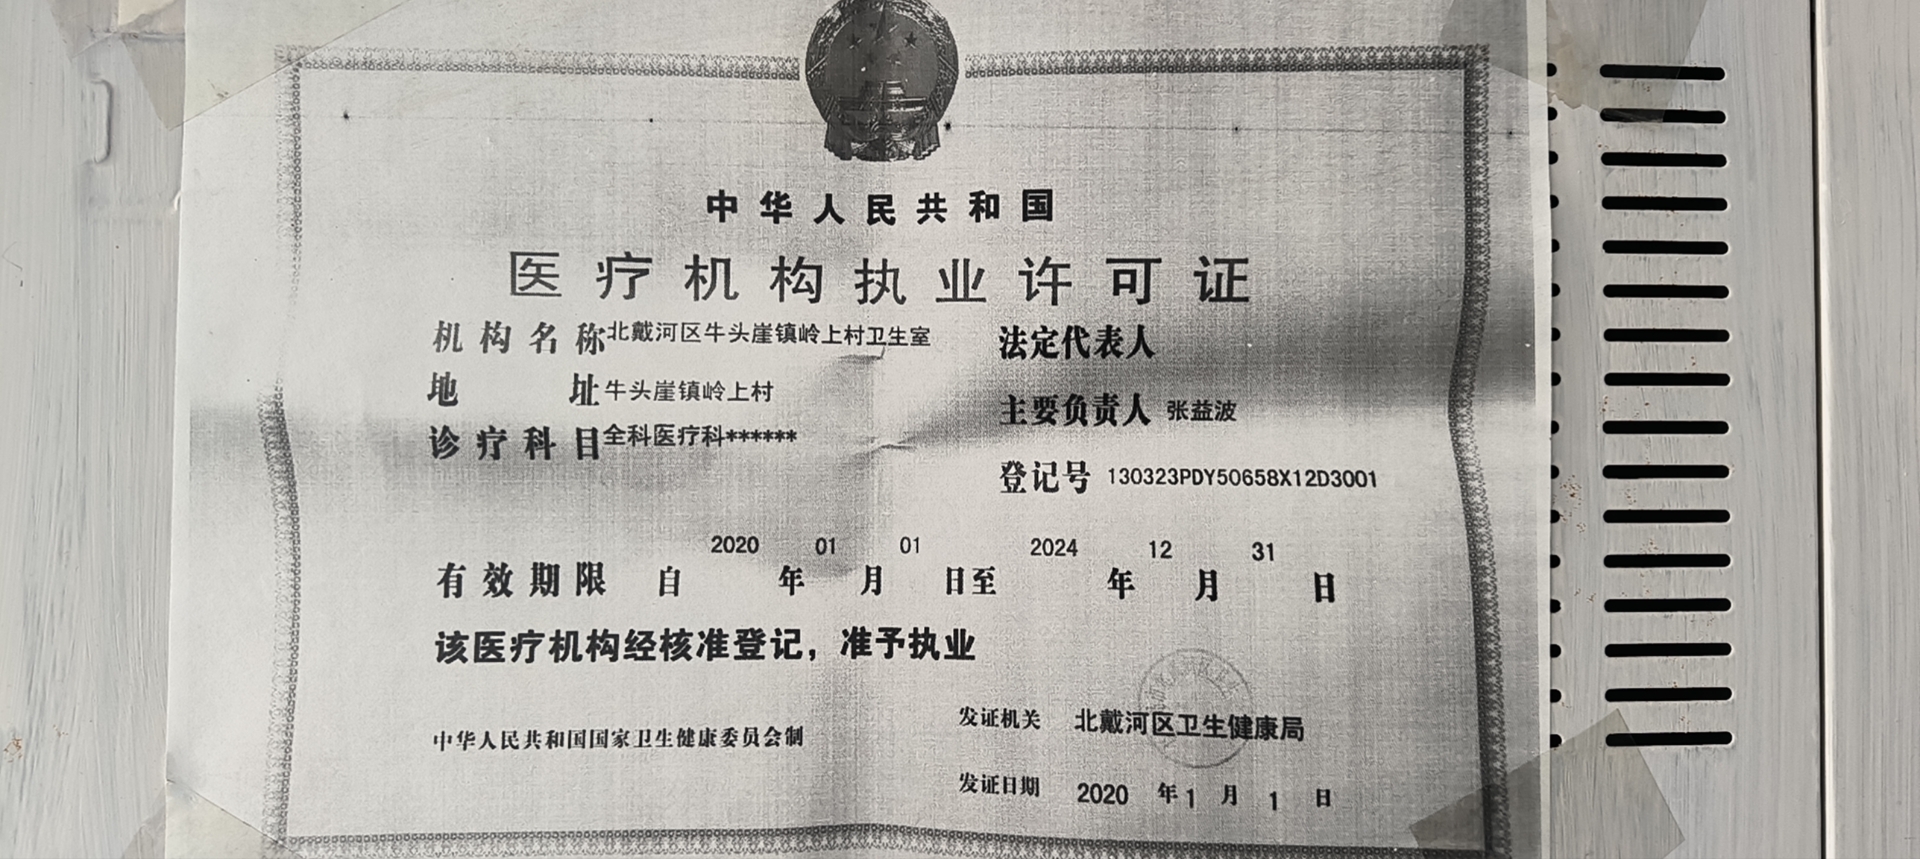 中华人民共和国
医疗机构执业许可证
机构名称 北戴河区牛头崖镇岭上村卫生室
法定代表人
地址 牛头崖镇岭上村
主要负责人 张益波
诊疗科目 全科医疗科******
登记号 130323PDY50658X12D3001
有效期限 自 2020 年 01 月 01 日至 2024 年 12 月 31 日
该医疗机构经核准登记，准予执业
中华人民共和国国家卫生健康委员会制
发证机关 北戴河区卫生健康局
发证日期 2020 年 1 月 1 日